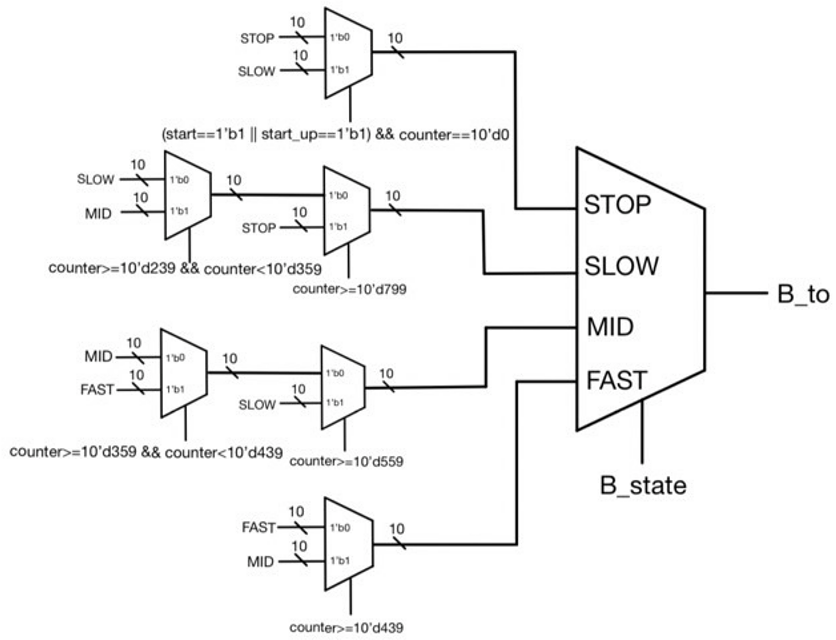 10
STOP
1'b0
10
10
SLOW
1'b1
(start==1'b1 || start_up==1'b1) && counter==10'd0
10
SLOW
1'b0
10
10
MID
1'b1
1'b0
10
10
STOP
1'b1
counter>=10'd239 && counter<10'd359
counter>=10'd799
10
MID
1'b0
10
10
FAST
1'b1
1'b0
10
10
SLOW
1'b1
counter>=10'd359 && counter<10'd439
counter>=10'd559
10
FAST
1'b0
10
10
MID
1'b1
counter>=10'd439
STOP
SLOW
MID
FAST
B_to
B_state